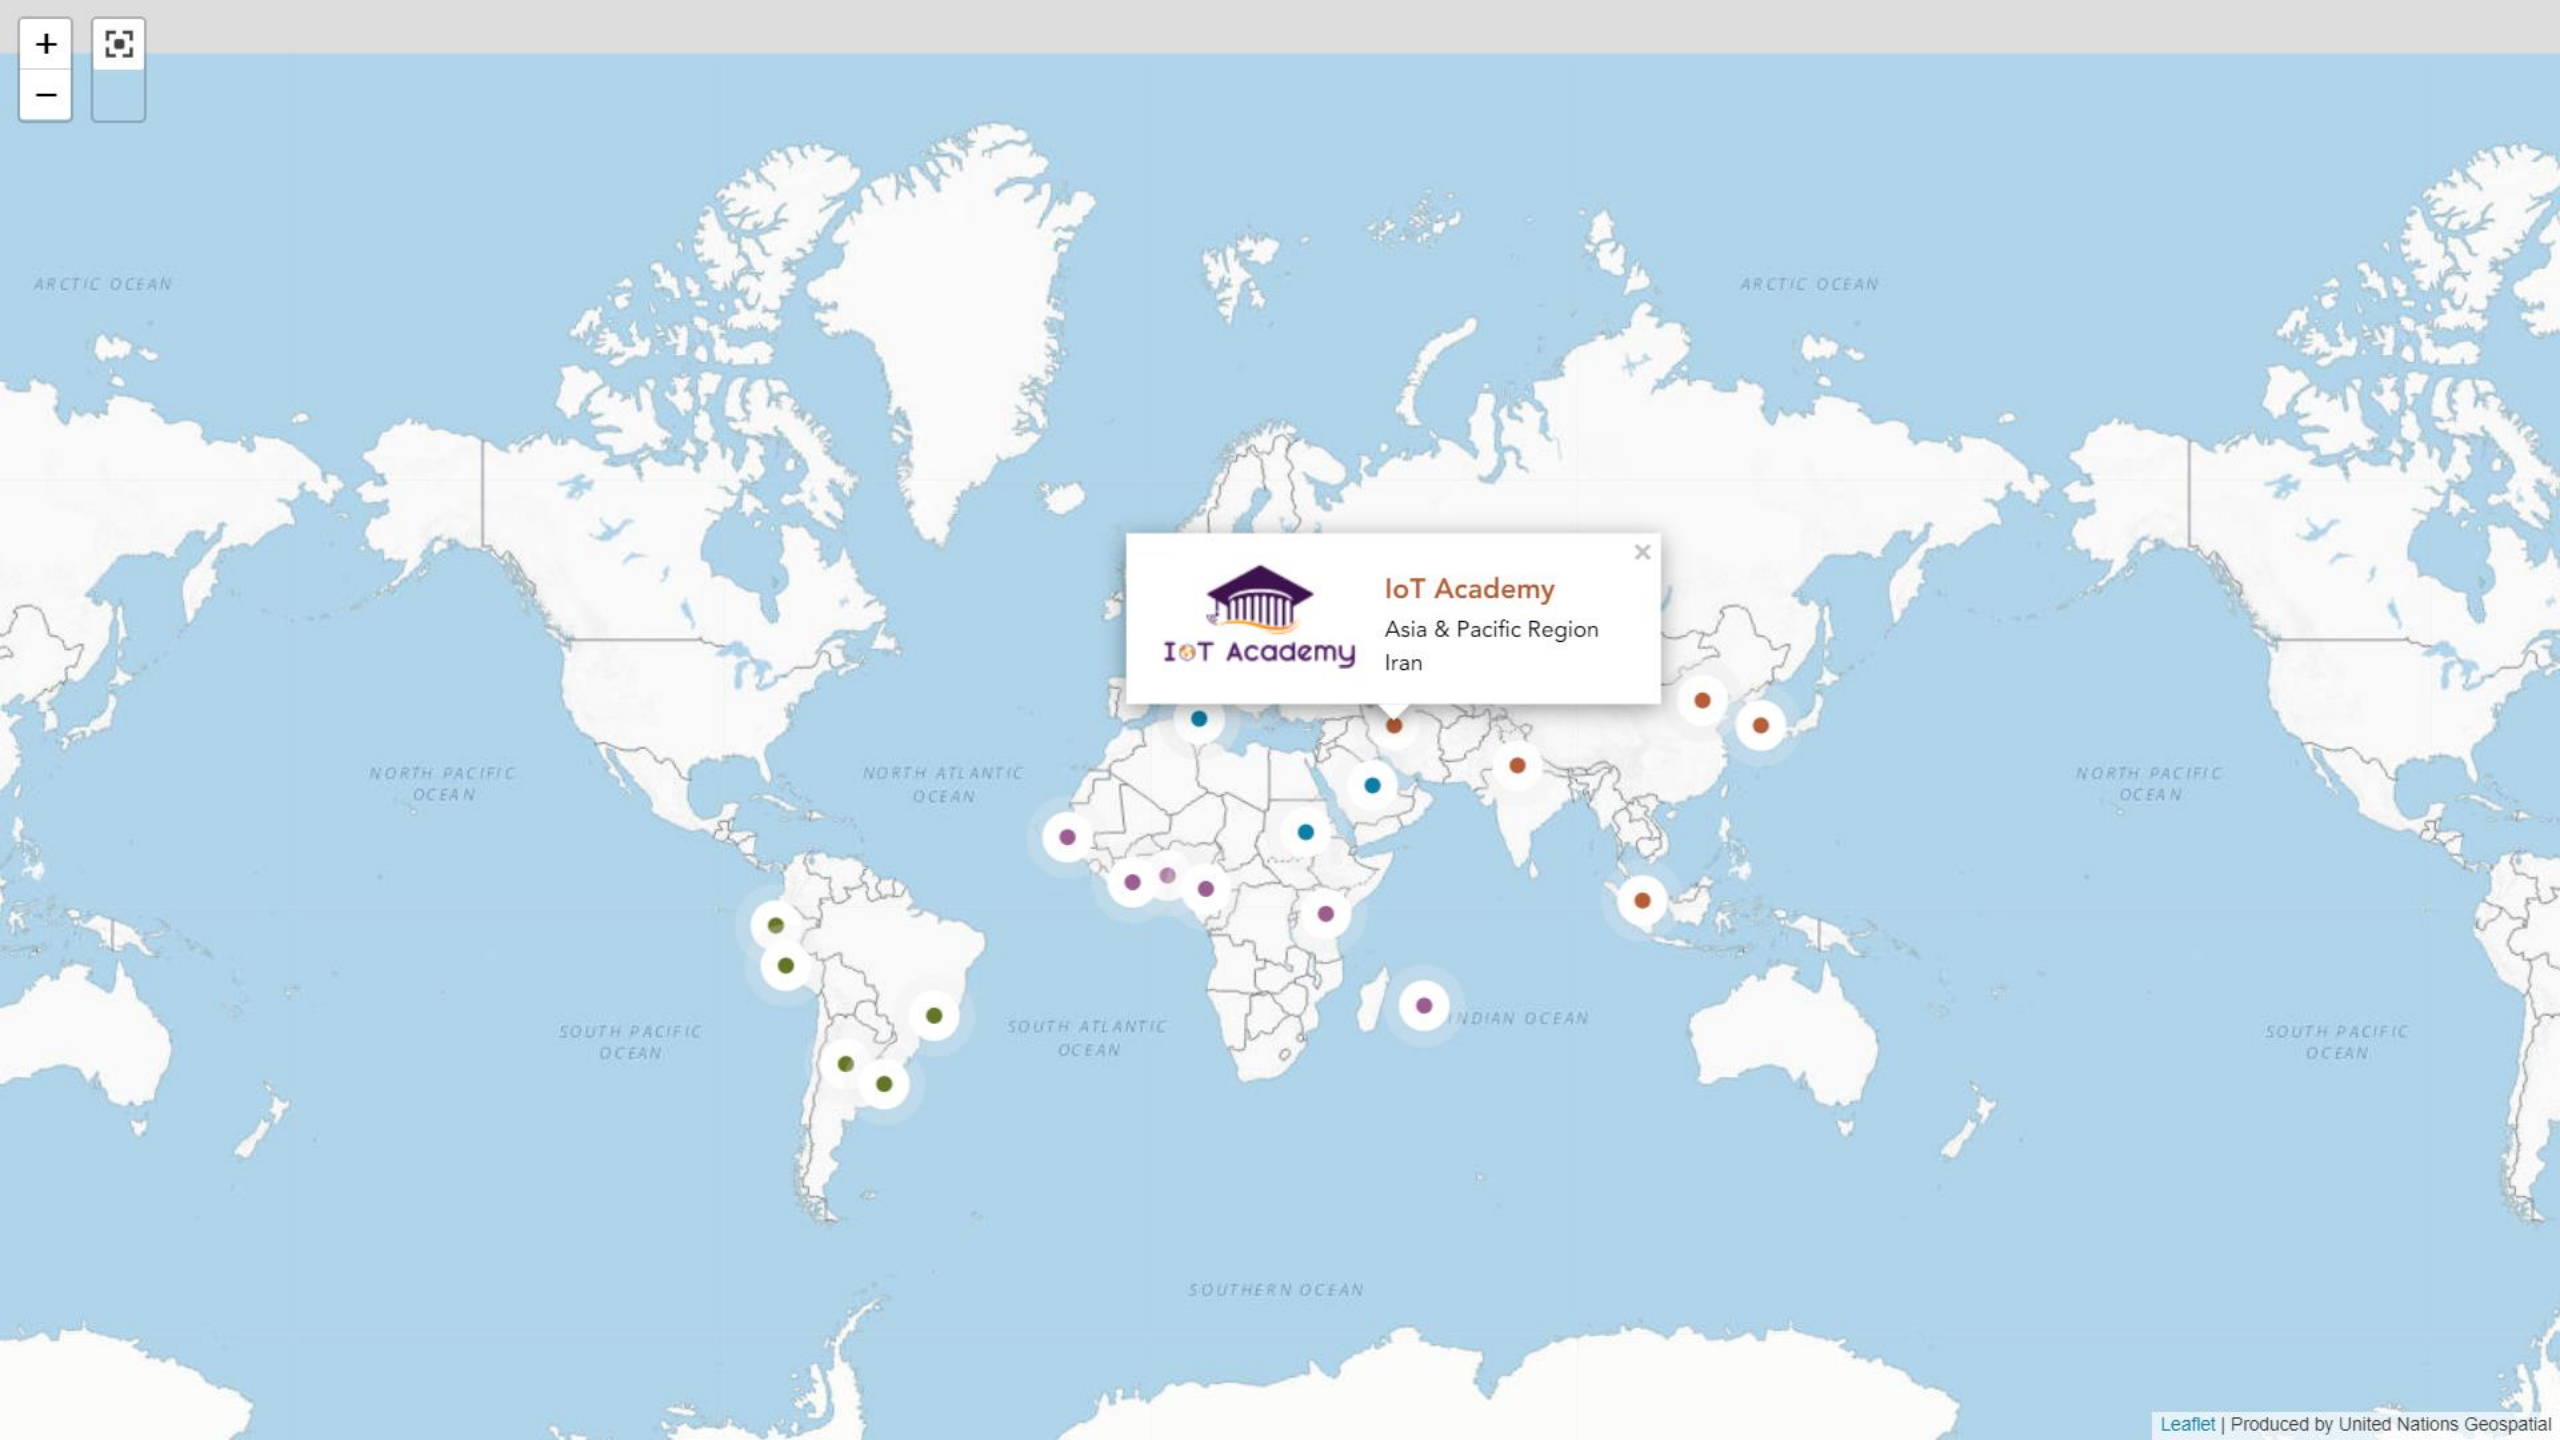 +
−
ARCTIC OCEAN
ARCTIC OCEAN
×
IoT Academy
IoT Academy
Asia & Pacific Region
Iran
NORTH PACIFIC
OCEAN
NORTH ATLANTIC
OCEAN
NORTH PACIFIC
OCEAN
SOUTH PACIFIC
OCEAN
SOUTH ATLANTIC
OCEAN
INDIAN OCEAN
SOUTH PACIFIC
OCEAN
SOUTHERN OCEAN
Leaflet | Produced by United Nations Geospatial